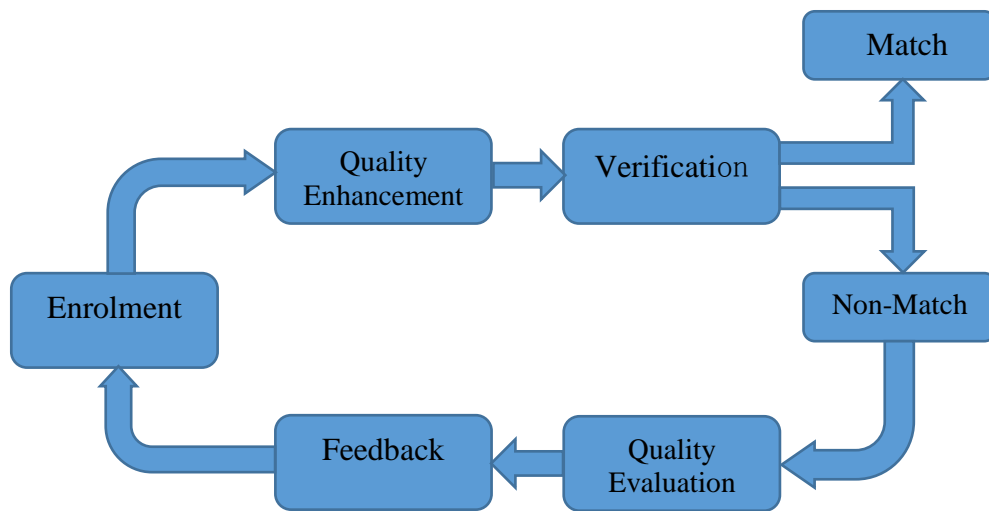 Match
Quality
Enhancement
Verification
Enrolment
Non-Match
Feedback
Quality
Evaluation